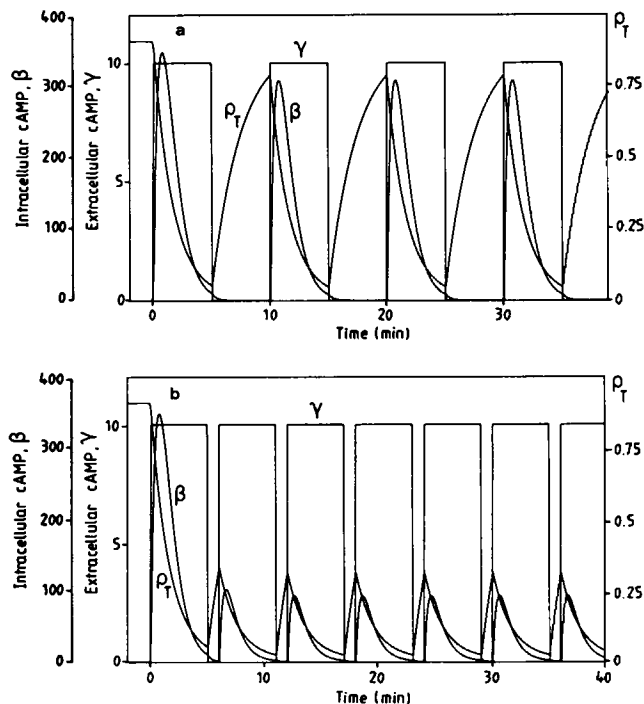 a
Intracellular cAMP, β
Extracellular cAMP, γ
ρT
400
300
200
100
0
10
5
0
γ
ρT
β
0.75
0.5
0.25
0
0
10
20
30
Time (min)
b
Intracellular cAMP, β
Extracellular cAMP, γ
ρT
400
300
200
100
0
10
5
0
γ
β
ρT
0.75
0.5
0.25
0
0
10
20
30
40
Time (min)